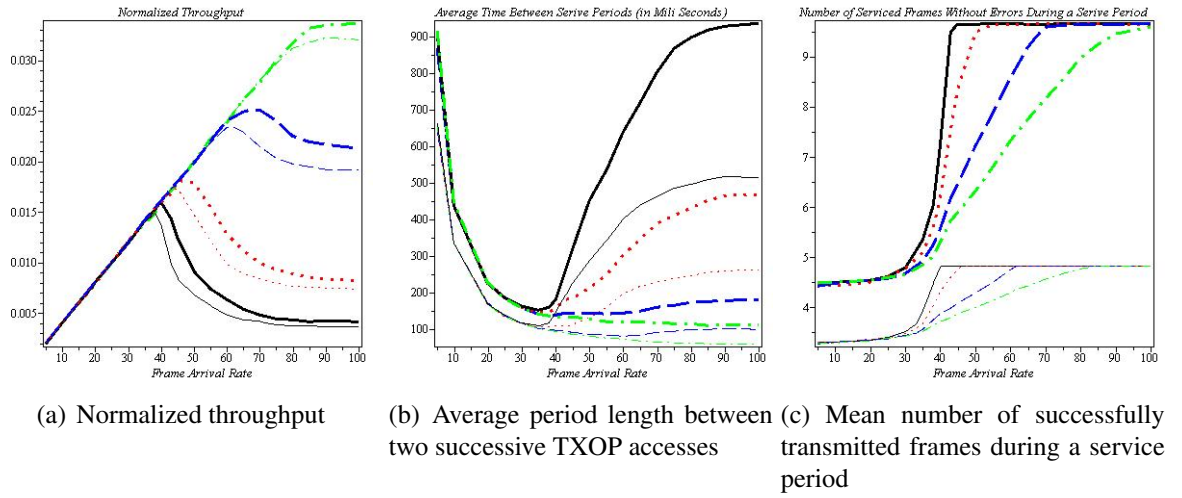 Normalized Throughput
0.030
0.025
0.020
0.015
0.010
0.005
10 20 30 40 50 60 70 80 90 100
Frame Arrival Rate
(a) Normalized throughput
Average Time Between Serive Periods (in Mili Seconds)
900
800
700
600
500
400
300
200
100
10 20 30 40 50 60 70 80 90 100
Frame Arrival Rate
(b) Average period length between
two successive TXOP accesses
Number of Serviced Frames Without Errors During a Serive Period
9
8
7
6
5
4
10 20 30 40 50 60 70 80 90 100
Frame Arrival Rate
(c) Mean number of successfully
transmitted frames during a service
period